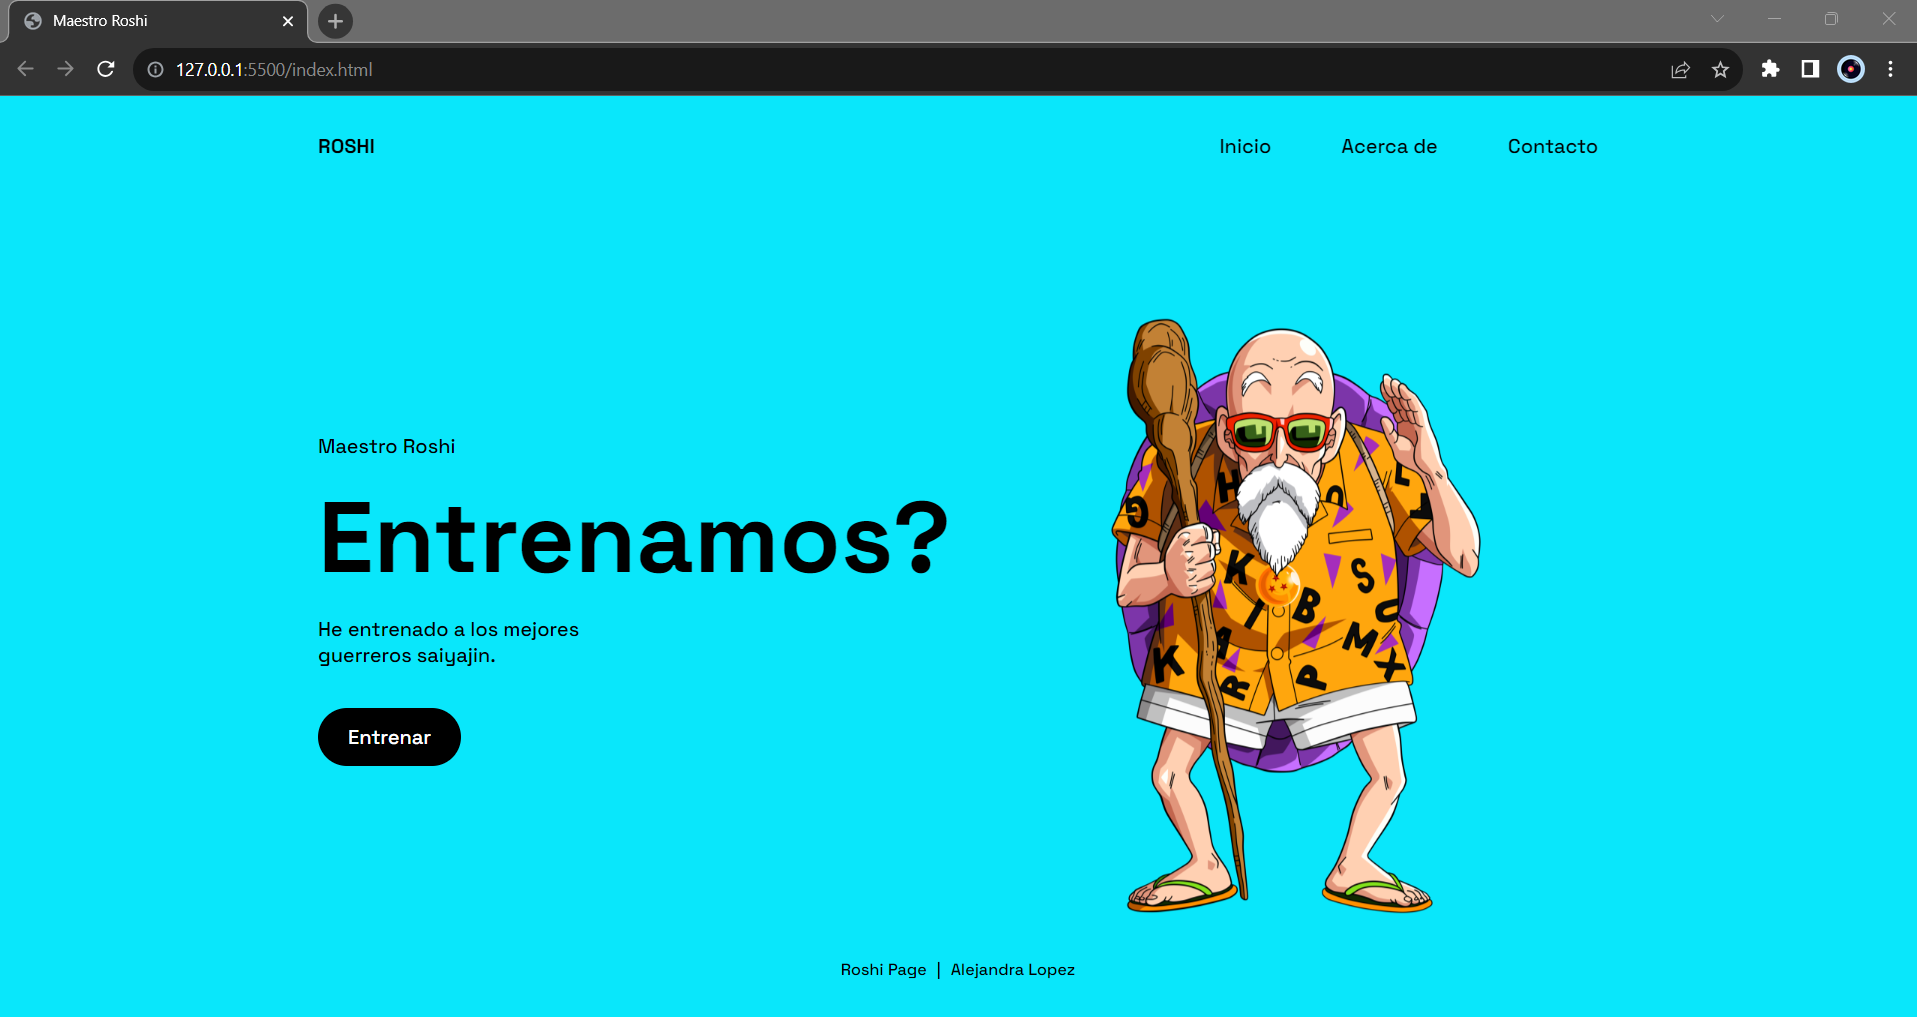 Maestro Roshi
127.0.0.1:5500/index.html
ROSHI
Inicio
Acerca de
Contacto
Maestro Roshi
Entrenamos?
He entrenado a los mejores
guerreros saiyajin.
Entrenar
Roshi Page | Alejandra Lopez